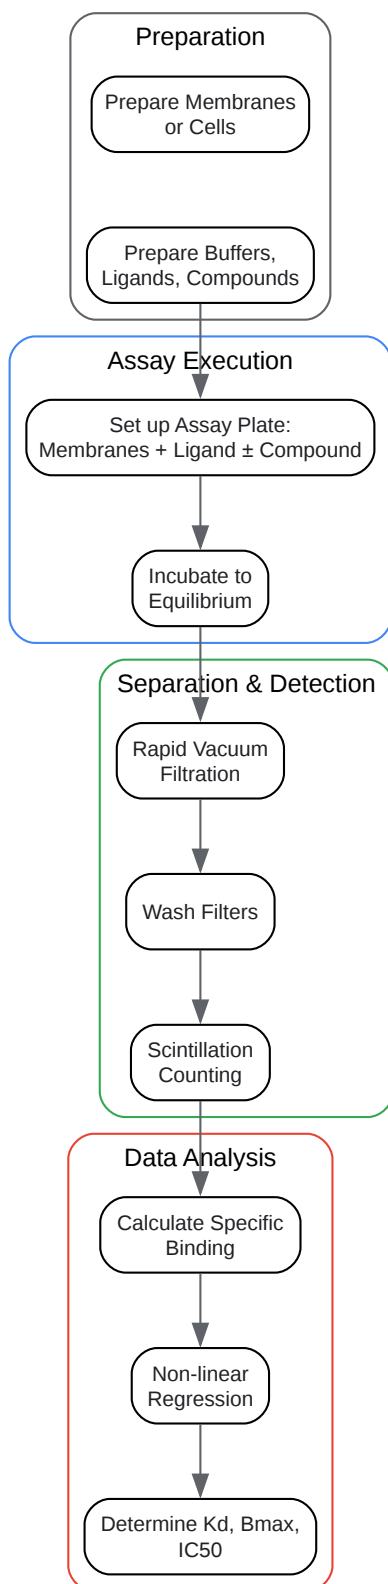 Preparation
Prepare Membranes
or Cells
Prepare Buffers,
Ligands, Compounds
Assay Execution
Set up Assay Plate:
Membranes + Ligand ± Compound
Incubate to
Equilibrium
Separation & Detection
Rapid Vacuum
Filtration
Wash Filters
Scintillation
Counting
Data Analysis
Calculate Specific
Binding
Non-linear
Regression
Determine Kd, Bmax,
IC50